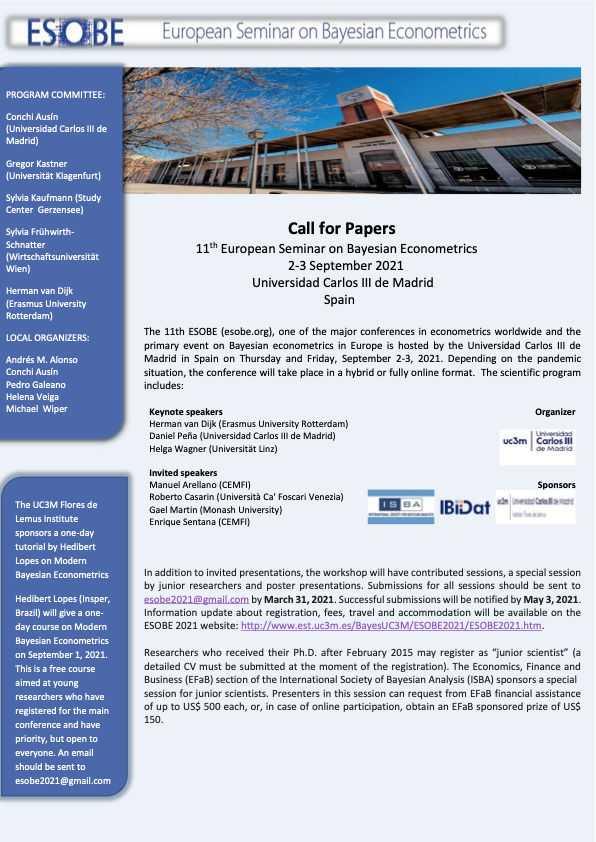 ESOBE European Seminar on Bayesian Econometrics
PROGRAM COMMITTEE:
Conchi Ausín
(Universidad Carlos III de
Madrid)
Gregor Kastner
(Universität Klagenfurt)
Sylvia Kaufmann (Study
Center Gerzensee)
Sylvia Frühwirth-
Schnatter
(Wirtschaftsuniversität
Wien)
Herman van Dijk
(Erasmus University
Rotterdam)
LOCAL ORGANIZERS:
Andrés M. Alonso
Conchi Ausín
Pedro Galeano
Helena Veiga
Michael Wiper
The UC3M Flores de
Lemus Institute
sponsors a one-day
tutorial by Hedibert
Lopes on Modern
Bayesian Econometrics
Hedibert Lopes (Insper,
Brazil) will give a one-
day course on Modern
Bayesian Econometrics
on September 1, 2021.
This is a free course
aimed at young
researchers who have
registered for the main
conference and have
priority, but open to
everyone. An email
should be sent to
esobe2021@gmail.com
Call for Papers
11th European Seminar on Bayesian Econometrics
2-3 September 2021
Universidad Carlos III de Madrid
Spain
The 11th ESOBE (esobe.org), one of the major conferences in econometrics worldwide and the
primary event on Bayesian econometrics in Europe is hosted by the Universidad Carlos III de
Madrid in Spain on Thursday and Friday, September 2-3, 2021. Depending on the pandemic
situation, the conference will take place in a hybrid or fully online format. The scientific program
includes:
Keynote speakers
Herman van Dijk (Erasmus University Rotterdam)
Daniel Peña (Universidad Carlos III de Madrid)
Helga Wagner (Universität Linz)
Organizer
uc3m Universidad
Carlos III
de Madrid
Invited speakers
Manuel Arellano (CEMFI)
Roberto Casarin (Università Ca' Foscari Venezia)
Gael Martin (Monash University)
Enrique Sentana (CEMFI)
Sponsors
ISBA
IBiDat
uc3m Universidad Carlos III de Madrid
In addition to invited presentations, the workshop will have contributed sessions, a special session
by junior researchers and poster presentations. Submissions for all sessions should be sent to
esobe2021@gmail.com by March 31, 2021. Successful submissions will be notified by May 3, 2021.
Information update about registration, fees, travel and accommodation will be available on the
ESOBE 2021 website: http://www.est.uc3m.es/BayesUC3M/ESOBE2021/ESOBE2021.htm.
Researchers who received their Ph.D. after February 2015 may register as “junior scientist” (a
detailed CV must be submitted at the moment of the registration). The Economics, Finance and
Business (EFaB) section of the International Society of Bayesian Analysis (ISBA) sponsors a special
session for junior scientists. Presenters in this session can request from EFaB financial assistance
of up to US$ 500 each, or, in case of online participation, obtain an EFaB sponsored prize of US$
150.